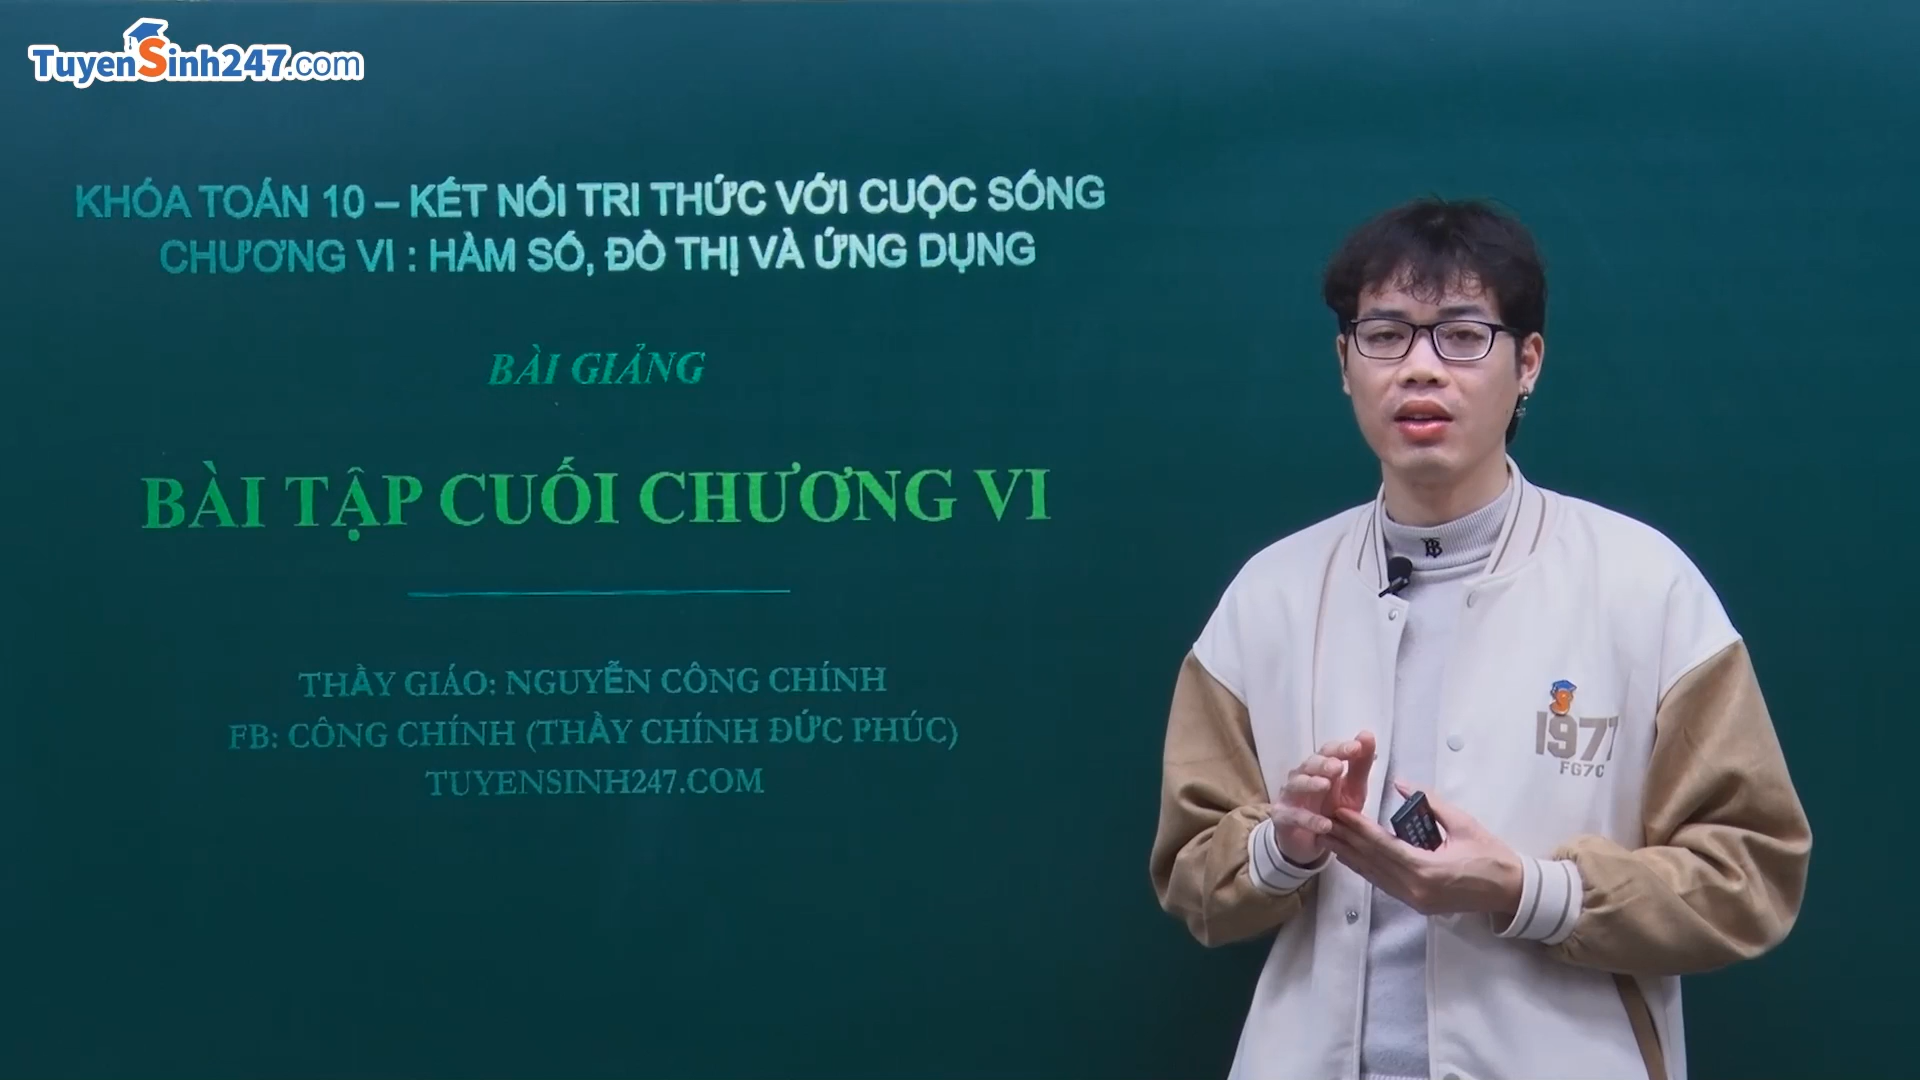 TuyenSinh247.com
KHÓA TOÁN 10 – KẾT NỐI TRI THỨC VỚI CUỘC SỐNG
CHƯƠNG VI : HÀM SỐ, ĐỒ THỊ VÀ ỨNG DỤNG
BÀI GIẢNG
BÀI TẬP CUỐI CHƯƠNG VI
THẦY GIÁO: NGUYỄN CÔNG CHÍNH
FB: CÔNG CHÍNH (THẦY CHÍNH ĐỨC PHÚC)
TUYENSINH247.COM
1977
FG7C